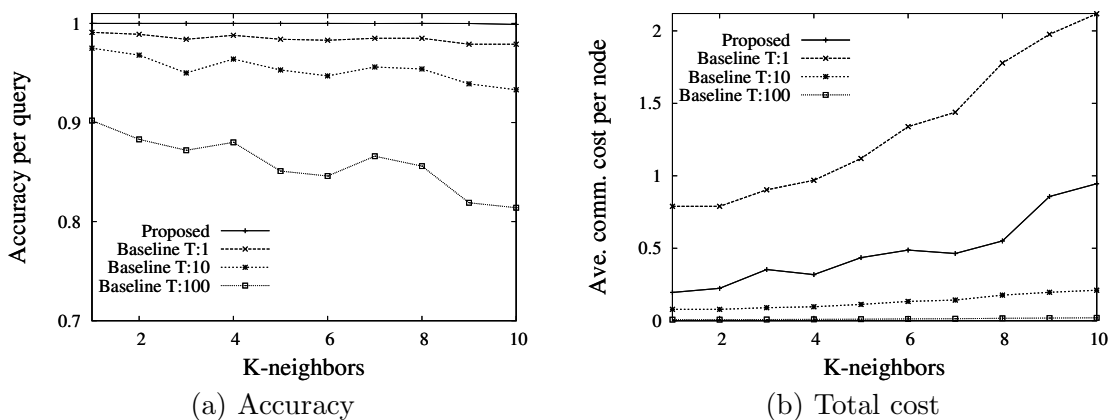 Accuracy per query
1
0.9
0.8
0.7
Proposed
Baseline T:1
Baseline T:10
Baseline T:100
2 4 6 8 10
K-neighbors
(a) Accuracy
Ave. comm. cost per node
2
1.5
1
0.5
0
Proposed
Baseline T:1
Baseline T:10
Baseline T:100
2 4 6 8 10
K-neighbors
(b) Total cost